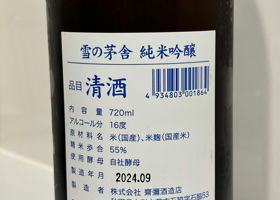 雪の茅舎 純米吟醸
品目 清酒
4 934803 001864
内容量 720ml
アルコール分 16度
原材料名 米(国産)、米麹(国産米)
精米歩合 55%
使用酵母 自社酵母
製造年月 2024.09
製造者 株式会社 齋彌酒造店